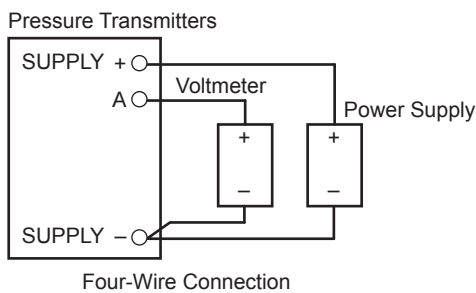 Pressure Transmitters
SUPPLY +
A
Voltmeter
Power Supply
+
+
–
–
SUPPLY –
Four-Wire Connection